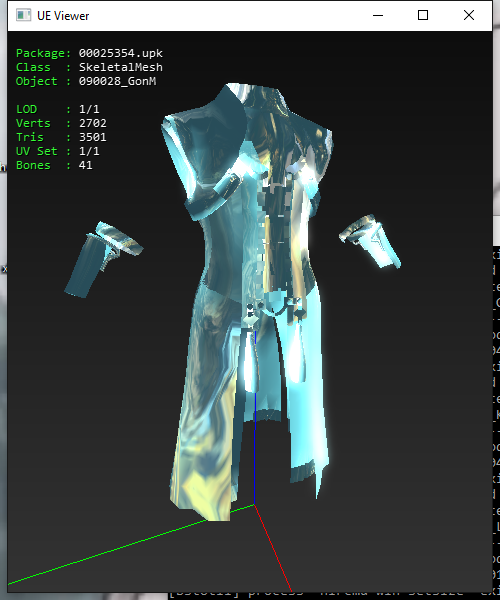 UE Viewer
Package: 00025354.upk
Class : SkeletalMesh
Object : 090028_GonM
LOD : 1/1
Verts : 2702
Tris : 3501
UV Set : 1/1
Bones : 41